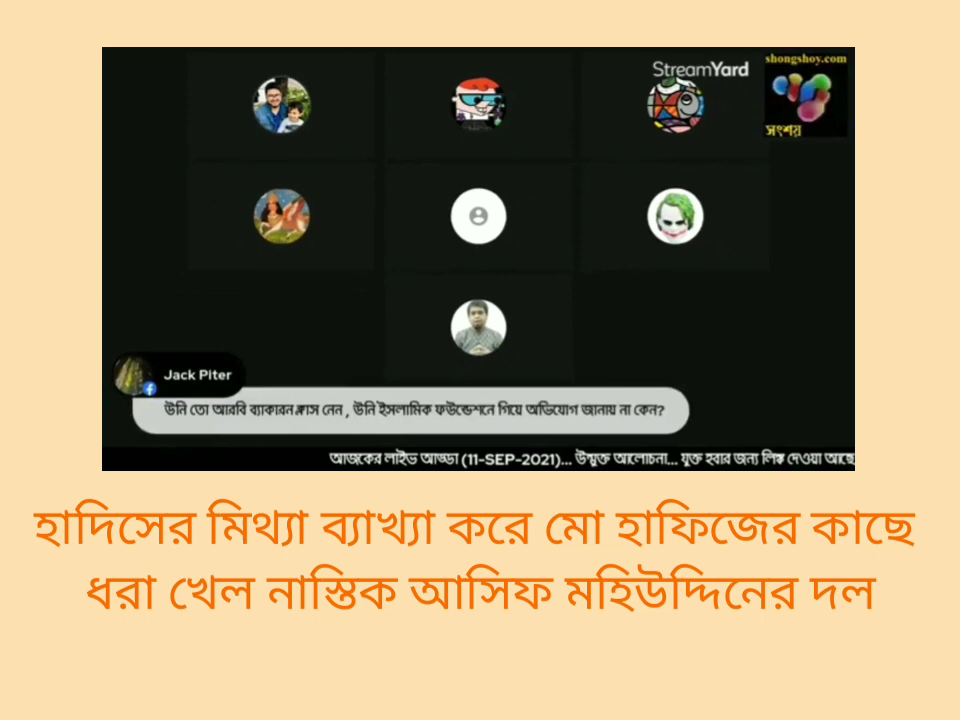 StreamYard
shongshoy.com
সংশয়
Jack Piter
উনি তো আরবি ব্যাকারন ক্লাস নেন , উনি ইসলামিক ফউন্ডেশনে গিয়ে অভিযোগ জানায় না কেন?
আজকের লাইভ আড্ডা (11-SEP-2021)... উন্মুক্ত আলোচনা... যুক্ত হবার জন্য লিঙ্ক দেওয়া আছে
হাদিসের মিথ্যা ব্যাখ্যা করে মো হাফিজের কাছে
ধরা খেল নাস্তিক আসিফ মহিউদ্দিনের দল